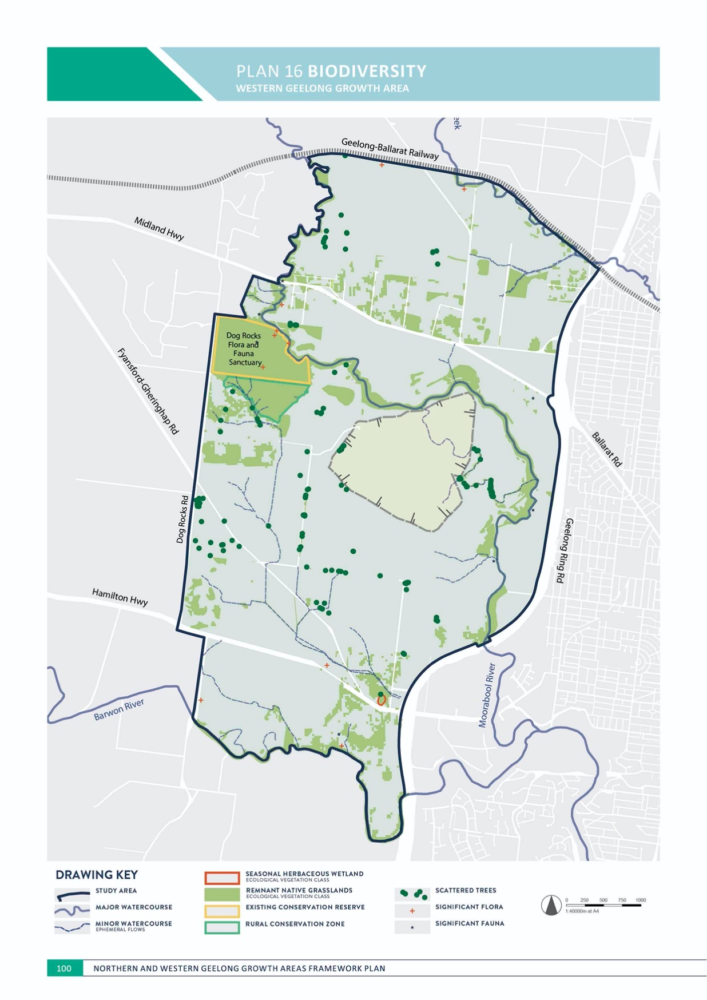 PLAN 16 BIODIVERSITY
WESTERN GEELONG GROWTH AREA
eek
Geelong-Ballarat Railway
Midland Hwy
Dog Rocks
Flora and
Fauna
Sanctuary
Fyansford-Gheringhap Rd
Ballarat Rd
Dog Rocks Rd
Geelong Ring Rd
Hamilton Hwy
Barwon River
Moorabool River
DRAWING KEY
STUDY AREA
MAJOR WATERCOURSE
MINOR WATERCOURSE
EPHEMERAL FLOWS
SEASONAL HERBACEOUS WETLAND
ECOLOGICAL VEGETATION CLASS
REMNANT NATIVE GRASSLANDS
ECOLOGICAL VEGETATION CLASS
EXISTING CONSERVATION RESERVE
RURAL CONSERVATION ZONE
SCATTERED TREES
SIGNIFICANT FLORA
SIGNIFICANT FAUNA
0 250 500 750 1000
1:40000m at A4
100 NORTHERN AND WESTERN GEELONG GROWTH AREAS FRAMEWORK PLAN